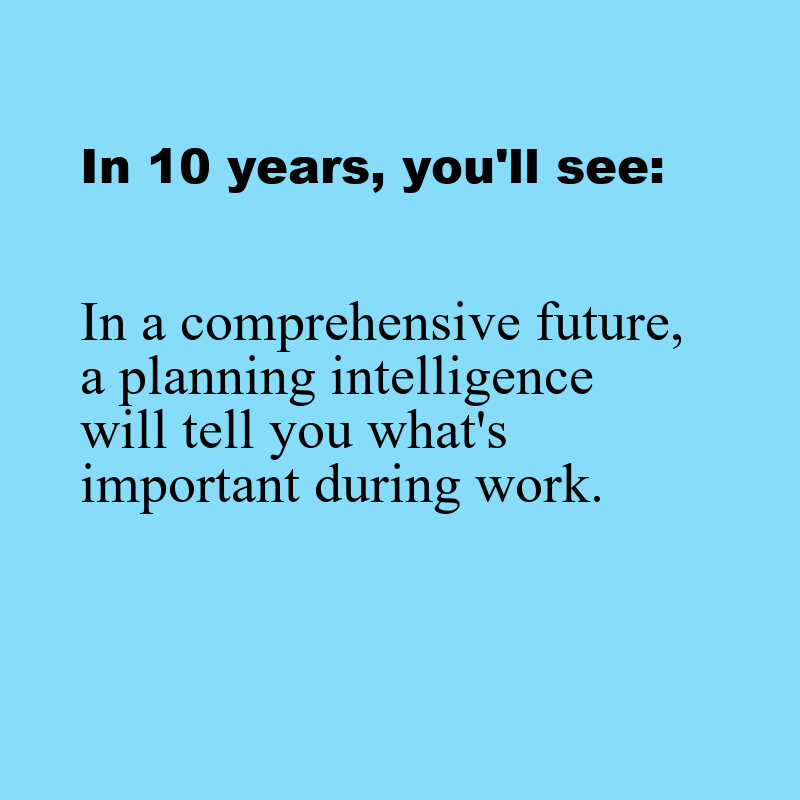 In 10 years, you'll see:
In a comprehensive future,
a planning intelligence
will tell you what's
important during work.